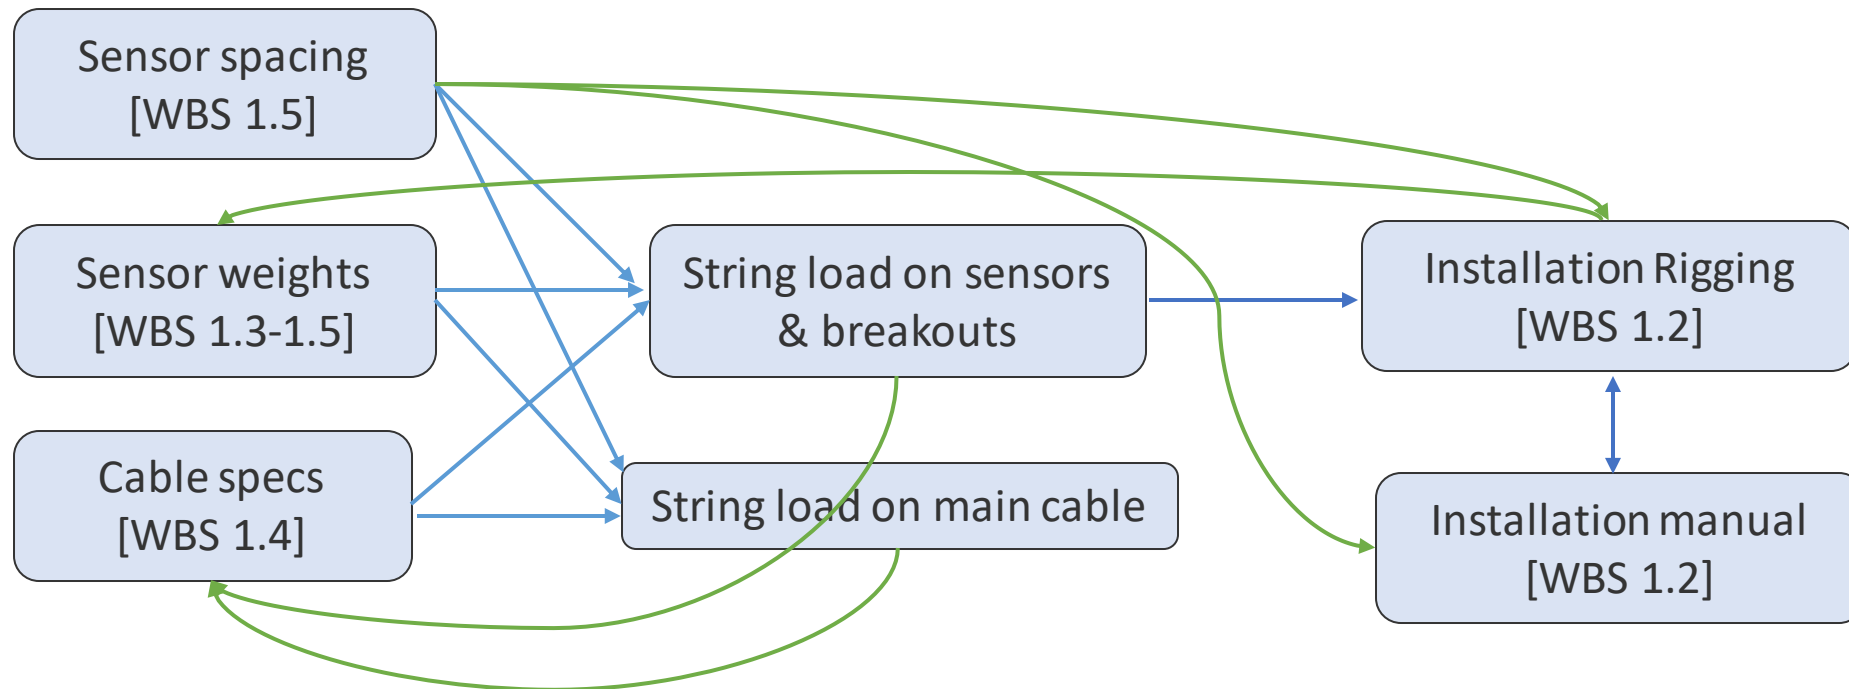 Sensor spacing
[WBS 1.5]
Sensor weights
[WBS 1.3-1.5]
Cable specs
[WBS 1.4]
String load on sensors
& breakouts
String load on main cable
Installation Rigging
[WBS 1.2]
Installation manual
[WBS 1.2]